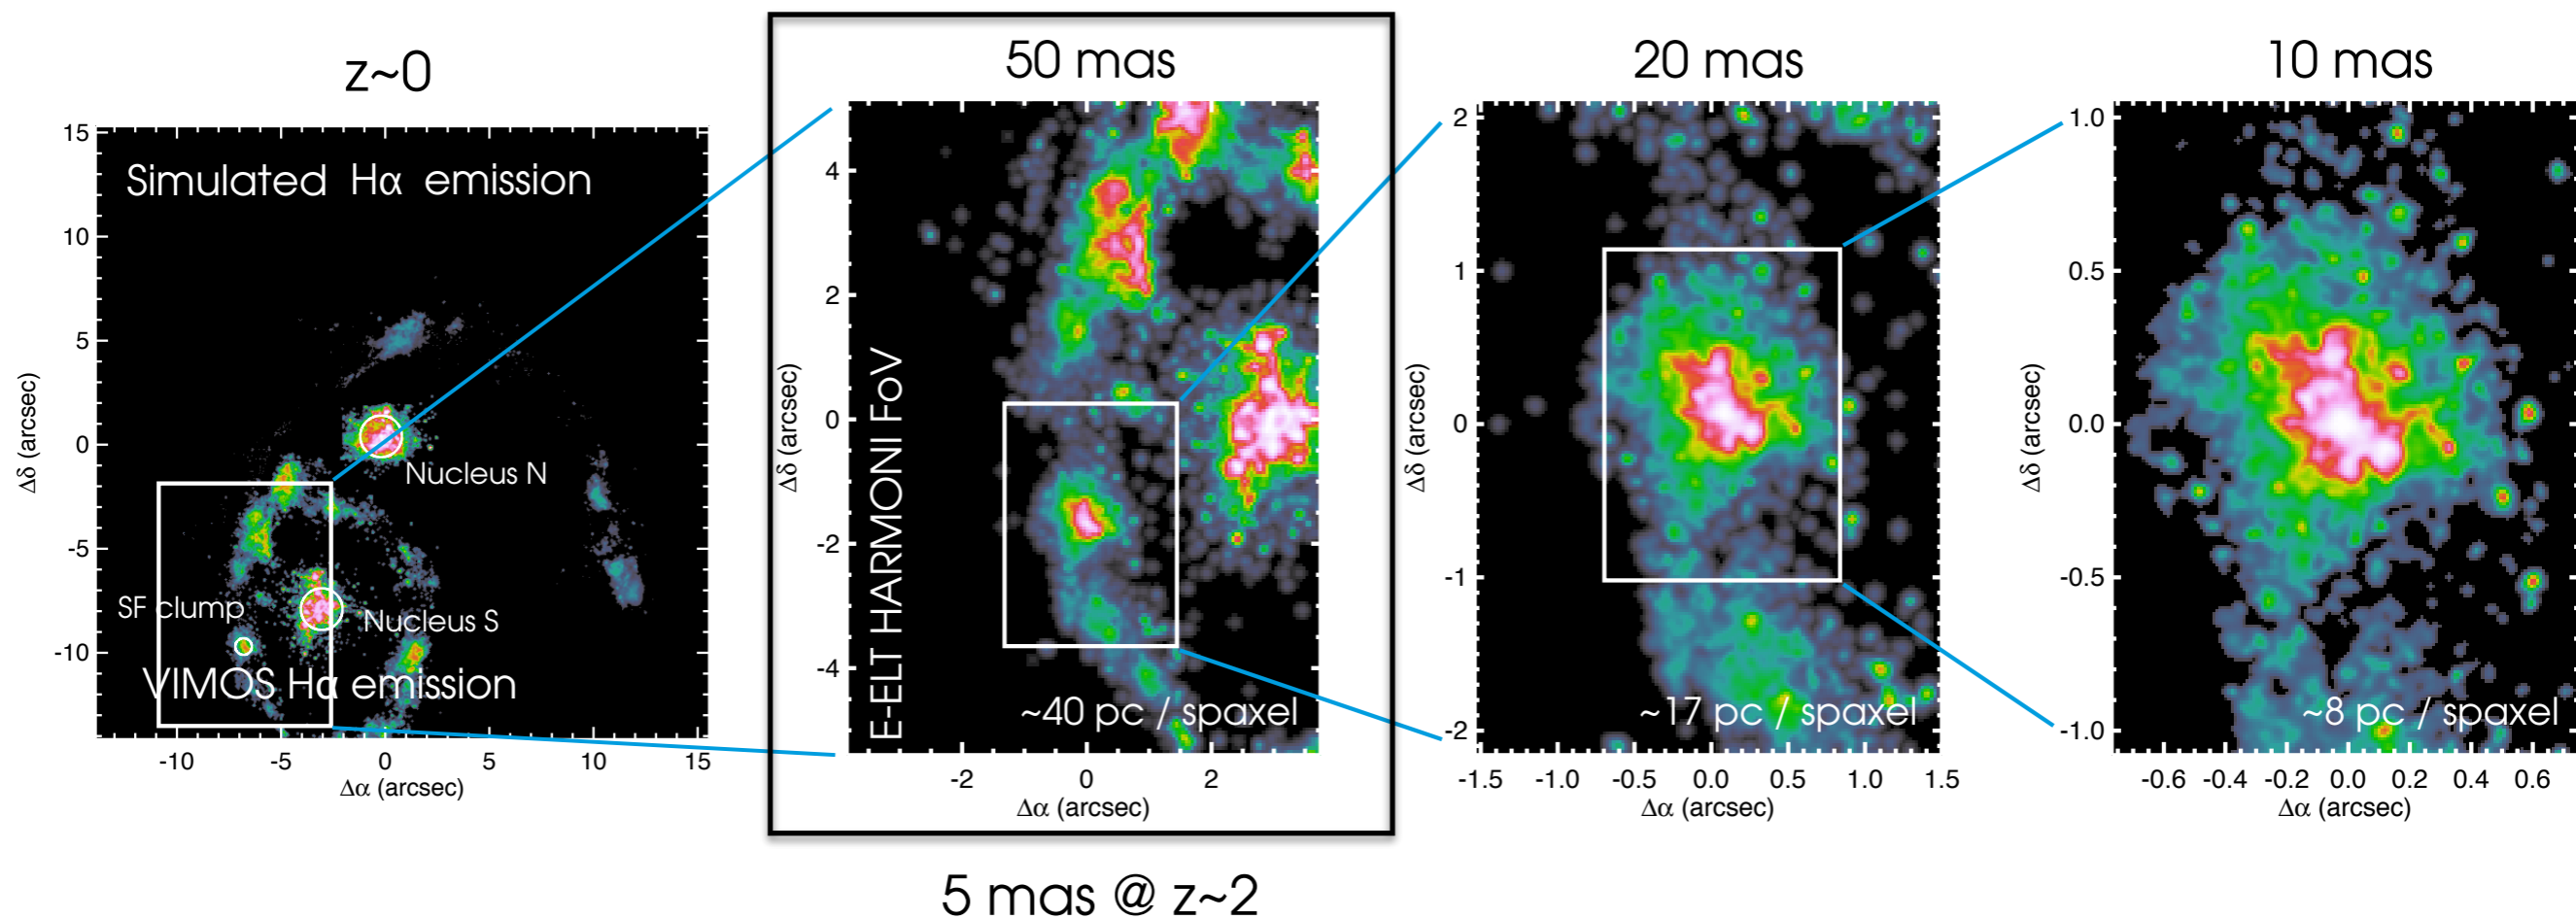 z~0
50 mas
20 mas
10 mas
Simulated Hα emission
Nucleus N
SF clump
Nucleus S
VIMOS Hα emission
15
10
5
0
-5
-10
Δδ (arcsec)
-10 -5 0 5 10 15
Δα (arcsec)
E-ELT HARMONI FoV
~40 pc / spaxel
4
2
0
-2
-4
Δδ (arcsec)
-2 0 2
Δα (arcsec)
~17 pc / spaxel
2
1
0
-1
-2
Δδ (arcsec)
-1.5 -1.0 -0.5 0.0 0.5 1.0 1.5
Δα (arcsec)
~8 pc / spaxel
1.0
0.5
0.0
-0.5
-1.0
Δδ (arcsec)
-0.6 -0.4 -0.2 0.0 0.2 0.4 0.6
Δα (arcsec)
5 mas @ z~2